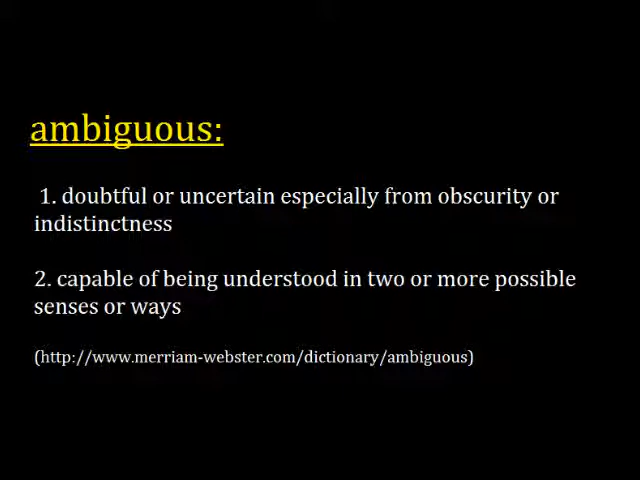 ambiguous:
1. doubtful or uncertain especially from obscurity or
indistinctness
2. capable of being understood in two or more possible
senses or ways
(http://www.merriam-webster.com/dictionary/ambiguous)